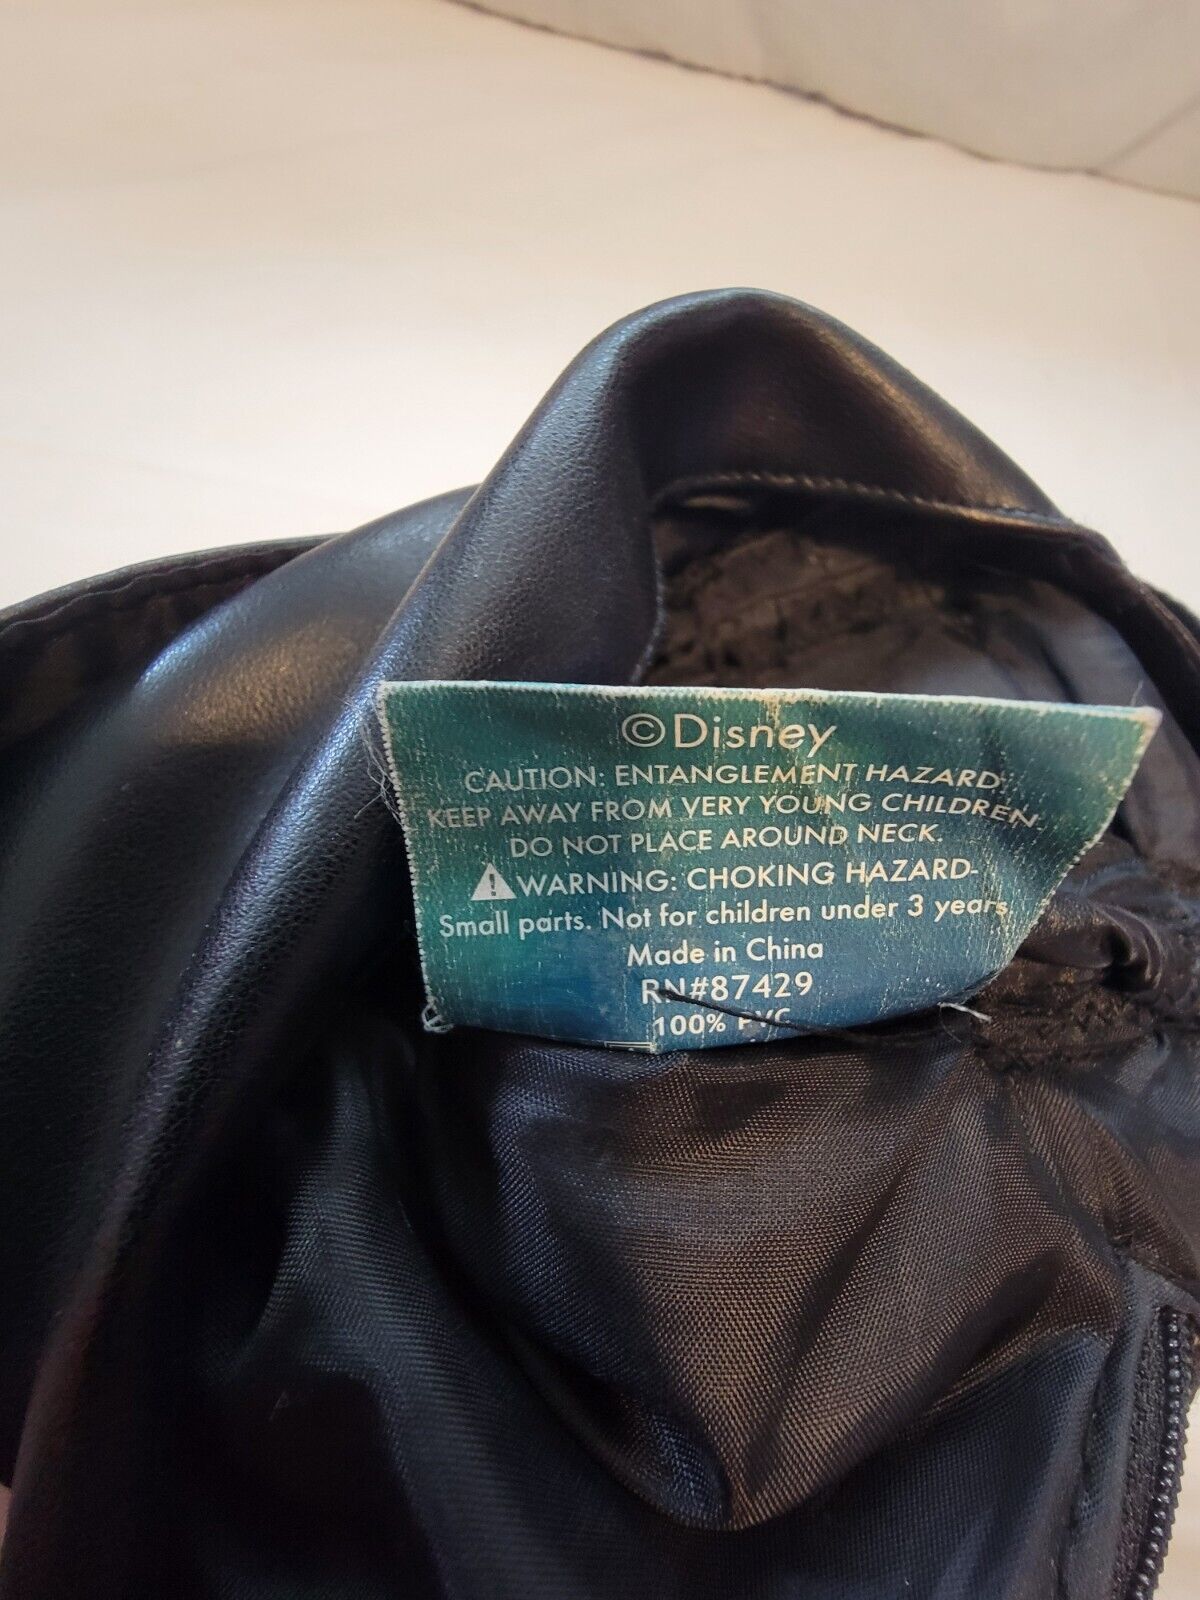 ©Disney
CAUTION: ENTANGLEMENT HAZARD-
KEEP AWAY FROM VERY YOUNG CHILDREN.
DO NOT PLACE AROUND NECK.
WARNING: CHOKING HAZARD-
Small parts. Not for children under 3 years
Made in China
RN#87429
100% PVC